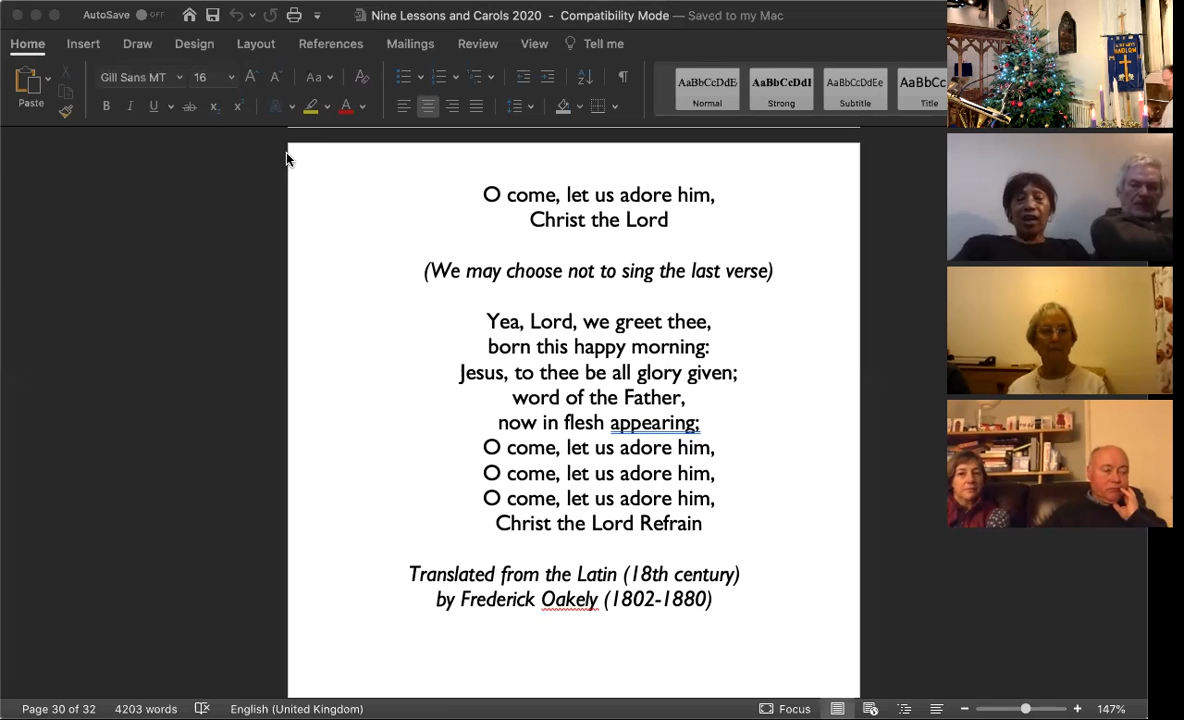 AutoSave OFF
Nine Lessons and Carols 2020 - Compatibility Mode — Saved to my Mac
Home Insert Draw Design Layout References Mailings Review View Tell me
Paste
Gill Sans MT 16
AaBbCcDdE AaBbCcDdI AaBbCcDdEe AaBbCc
Normal Strong Subtitle Title
HADLOW
O come, let us adore him,
Christ the Lord
(We may choose not to sing the last verse)
Yea, Lord, we greet thee,
born this happy morning:
Jesus, to thee be all glory given;
word of the Father,
now in flesh appearing;
O come, let us adore him,
O come, let us adore him,
O come, let us adore him,
Christ the Lord Refrain
Translated from the Latin (18th century)
by Frederick Oakely (1802-1880)
Page 30 of 32 4203 words English (United Kingdom) Focus 147%